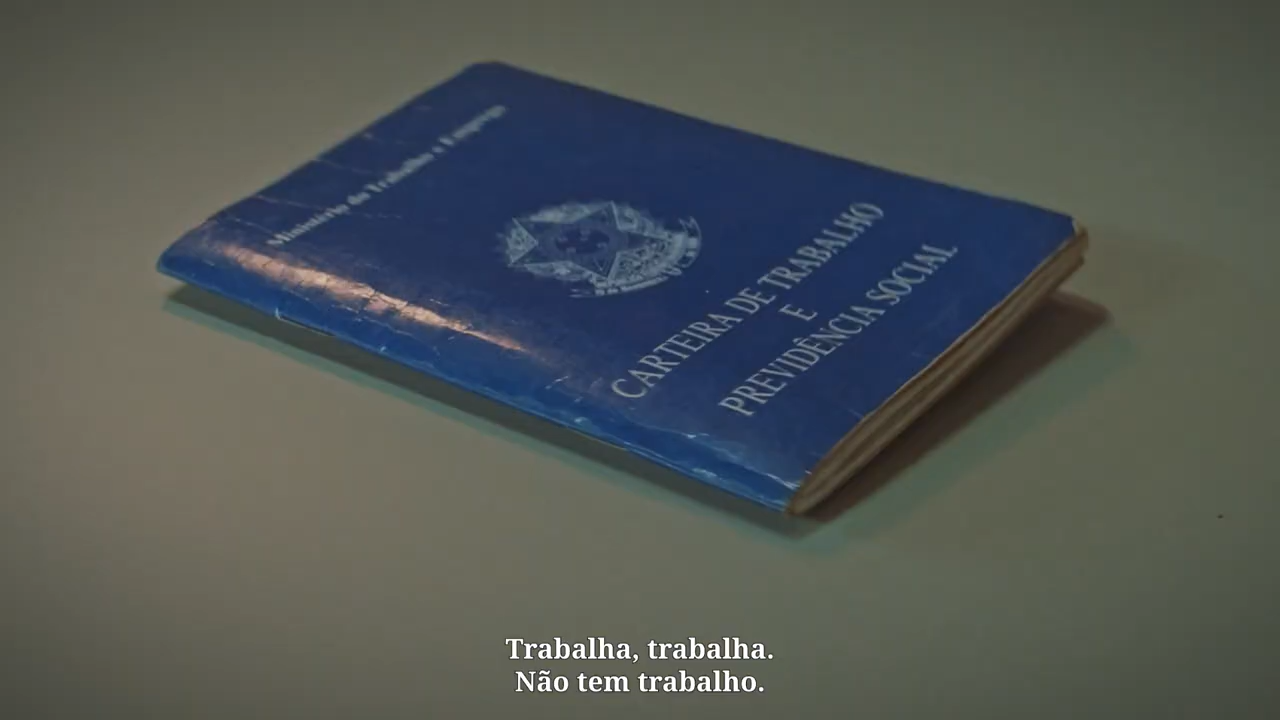 Ministério do Trabalho e Emprego
CARTEIRA DE TRABALHO
E
PREVIDÊNCIA SOCIAL
Trabalha, trabalha.
Não tem trabalho.